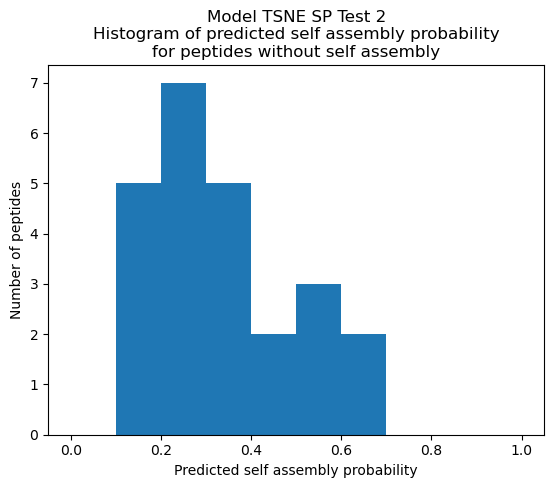 Model TSNE SP Test 2
Histogram of predicted self assembly probability
for peptides without self assembly
7
6
5
4
3
2
1
0
Number of peptides
0.0 0.2 0.4 0.6 0.8 1.0
Predicted self assembly probability